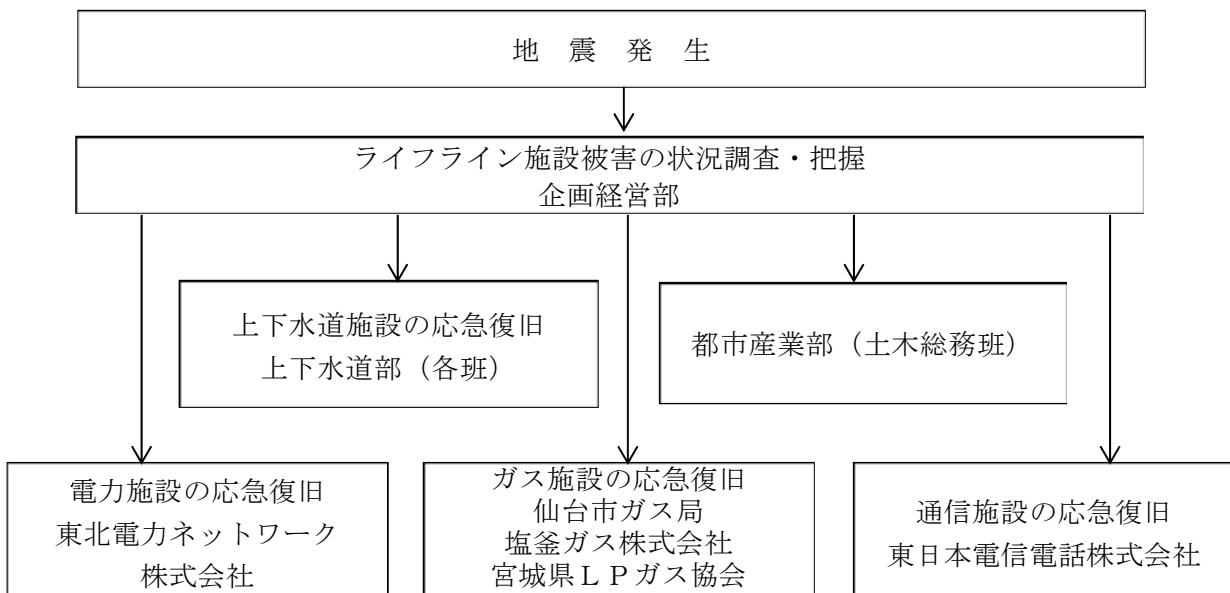 地　震　発　生
ライフライン施設被害の状況調査・把握
企画経営部
上下水道施設の応急復旧
上下水道部（各班）
都市産業部（土木総務班）
電力施設の応急復旧
東北電力ネットワーク
株式会社
ガス施設の応急復旧
仙台市ガス局
塩釜ガス株式会社
宮城県ＬＰガス協会
通信施設の応急復旧
東日本電信電話株式会社